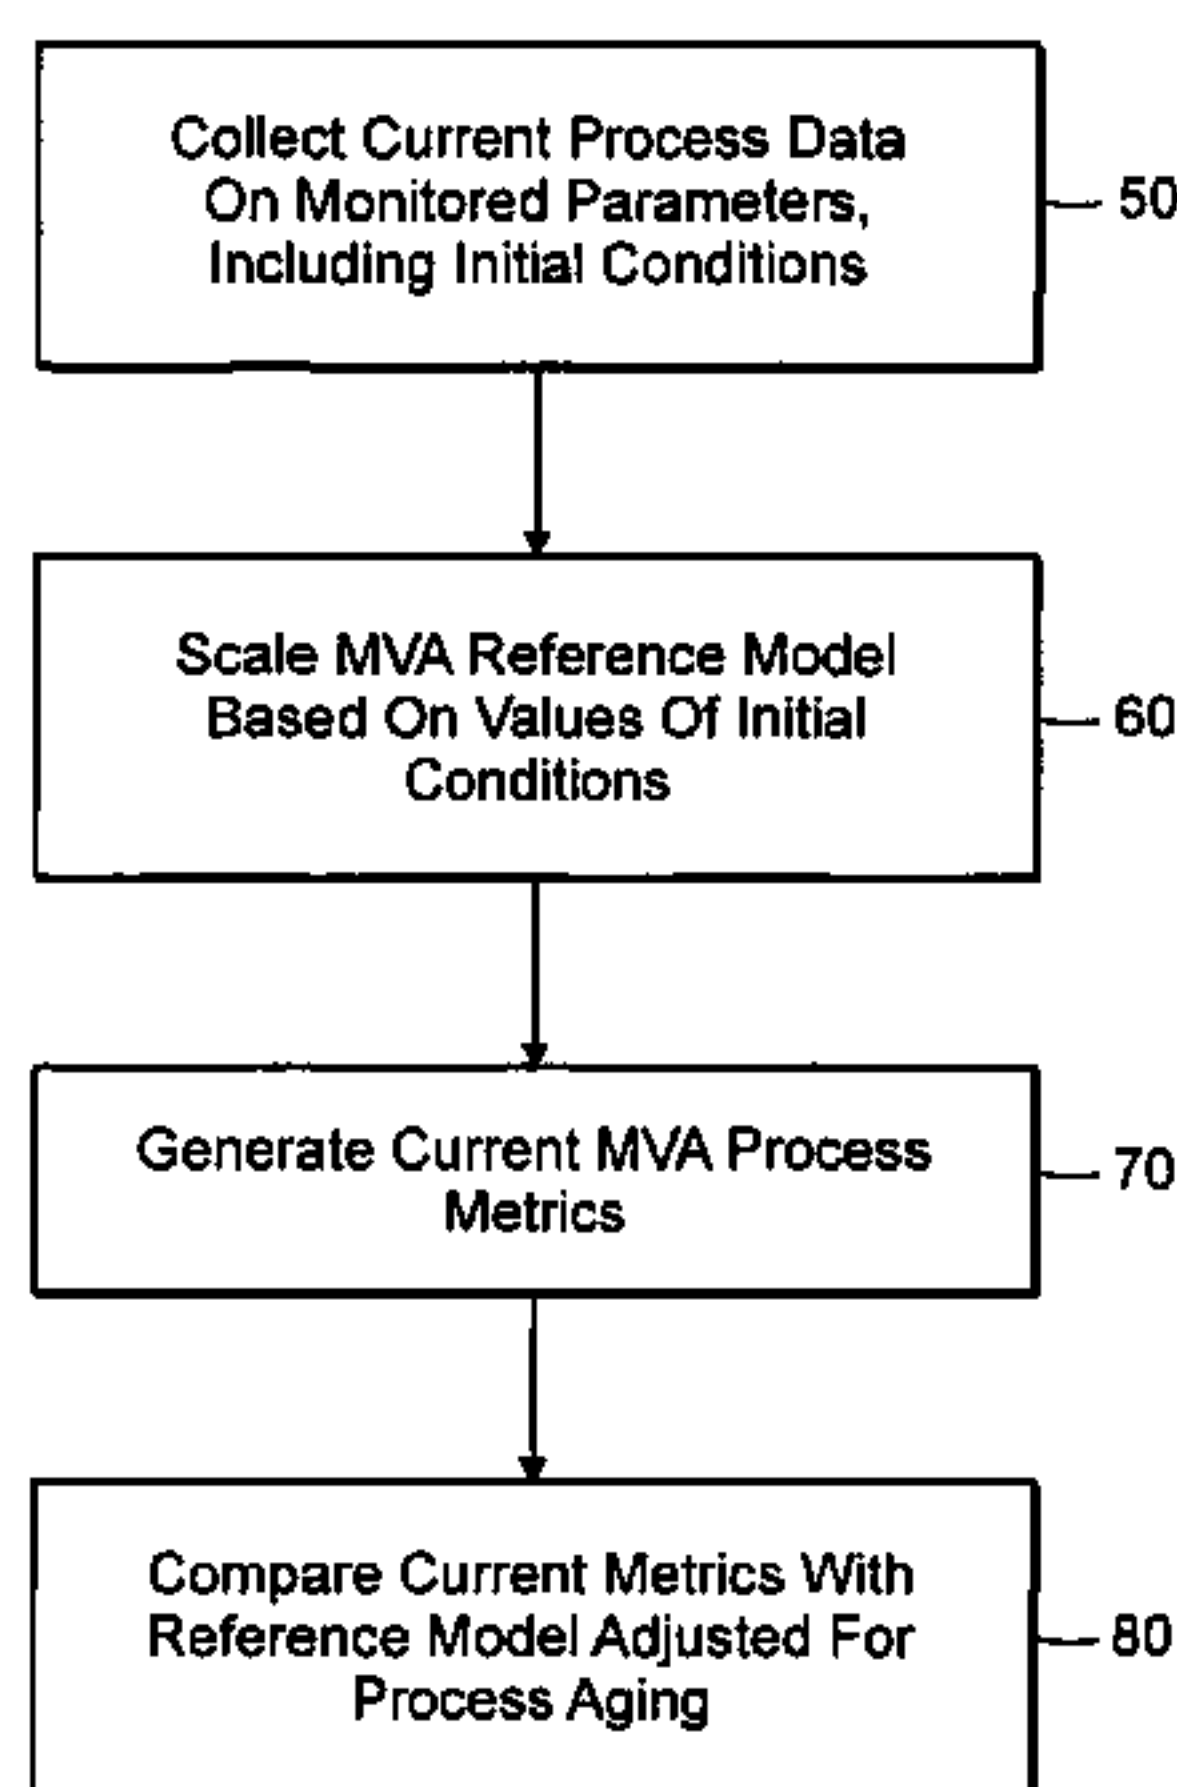 Collect Current Process Data
On Monitored Parameters,
Including Initial Conditions
50
Scale MVA Reference Model
Based On Values Of Initial
Conditions
60
Generate Current MVA Process
Metrics
70
Compare Current Metrics With
Reference Model Adjusted For
Process Aging
80